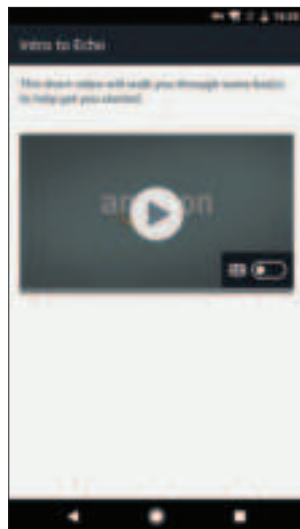 Intro to Echo
This short video will walk you through some basics
to help get you started.
amazon